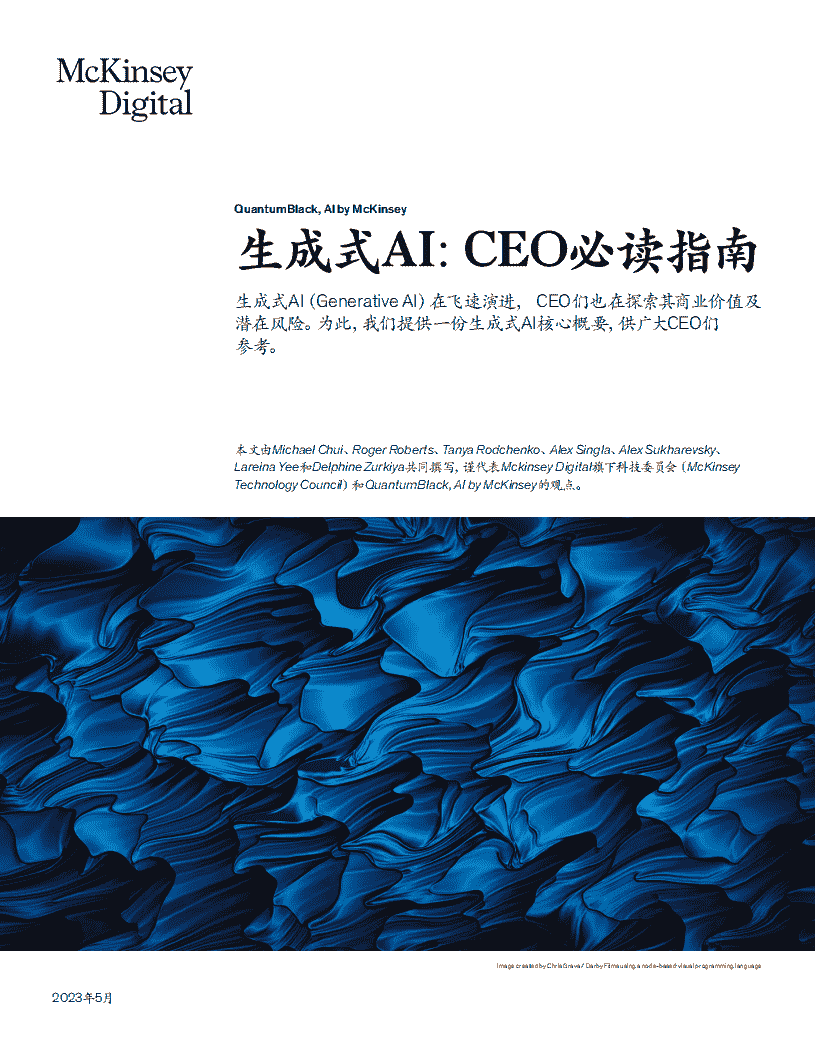 McKinsey
Digital
QuantumBlack, AI by McKinsey
生成式AI: CEO必读指南
生成式AI (Generative AI) 在飞速演进, CEO们也在探索其商业价值及
潜在风险。为此, 我们提供一份生成式AI核心概要, 供广大CEO们
参考。
本文由Michael Chui、Roger Roberts、Tanya Rodchenko、Alex Singla、Alex Sukharevsky、
Lareina Yee和Delphine Zurkiya共同撰写, 谨代表Mckinsey Digital旗下科技委员会 (McKinsey
Technology Council) 和QuantumBlack, AI by McKinsey的观点。
Image created by Chris Grava / Darby Films using a node-based visual programming language
2023年5月